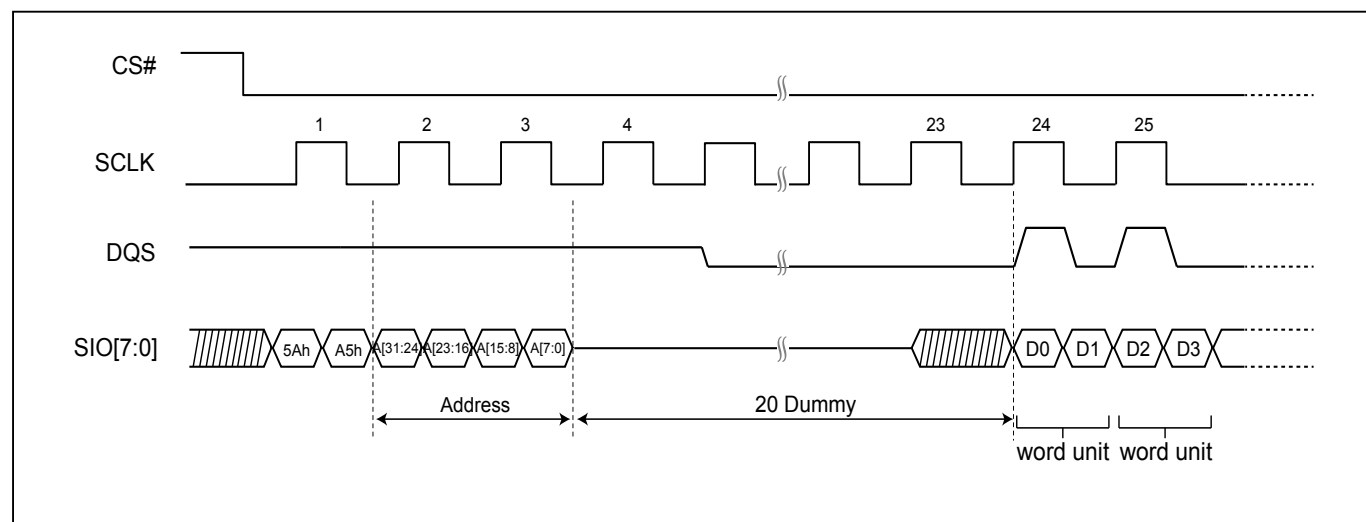 CS#
1 2 3 4 23 24 25
SCLK
DQS
SIO[7:0] 5Ah A5h A[31:24] A[23:16] A[15:8] A[7:0] D0 D1 D2 D3
Address 20 Dummy
word unit word unit